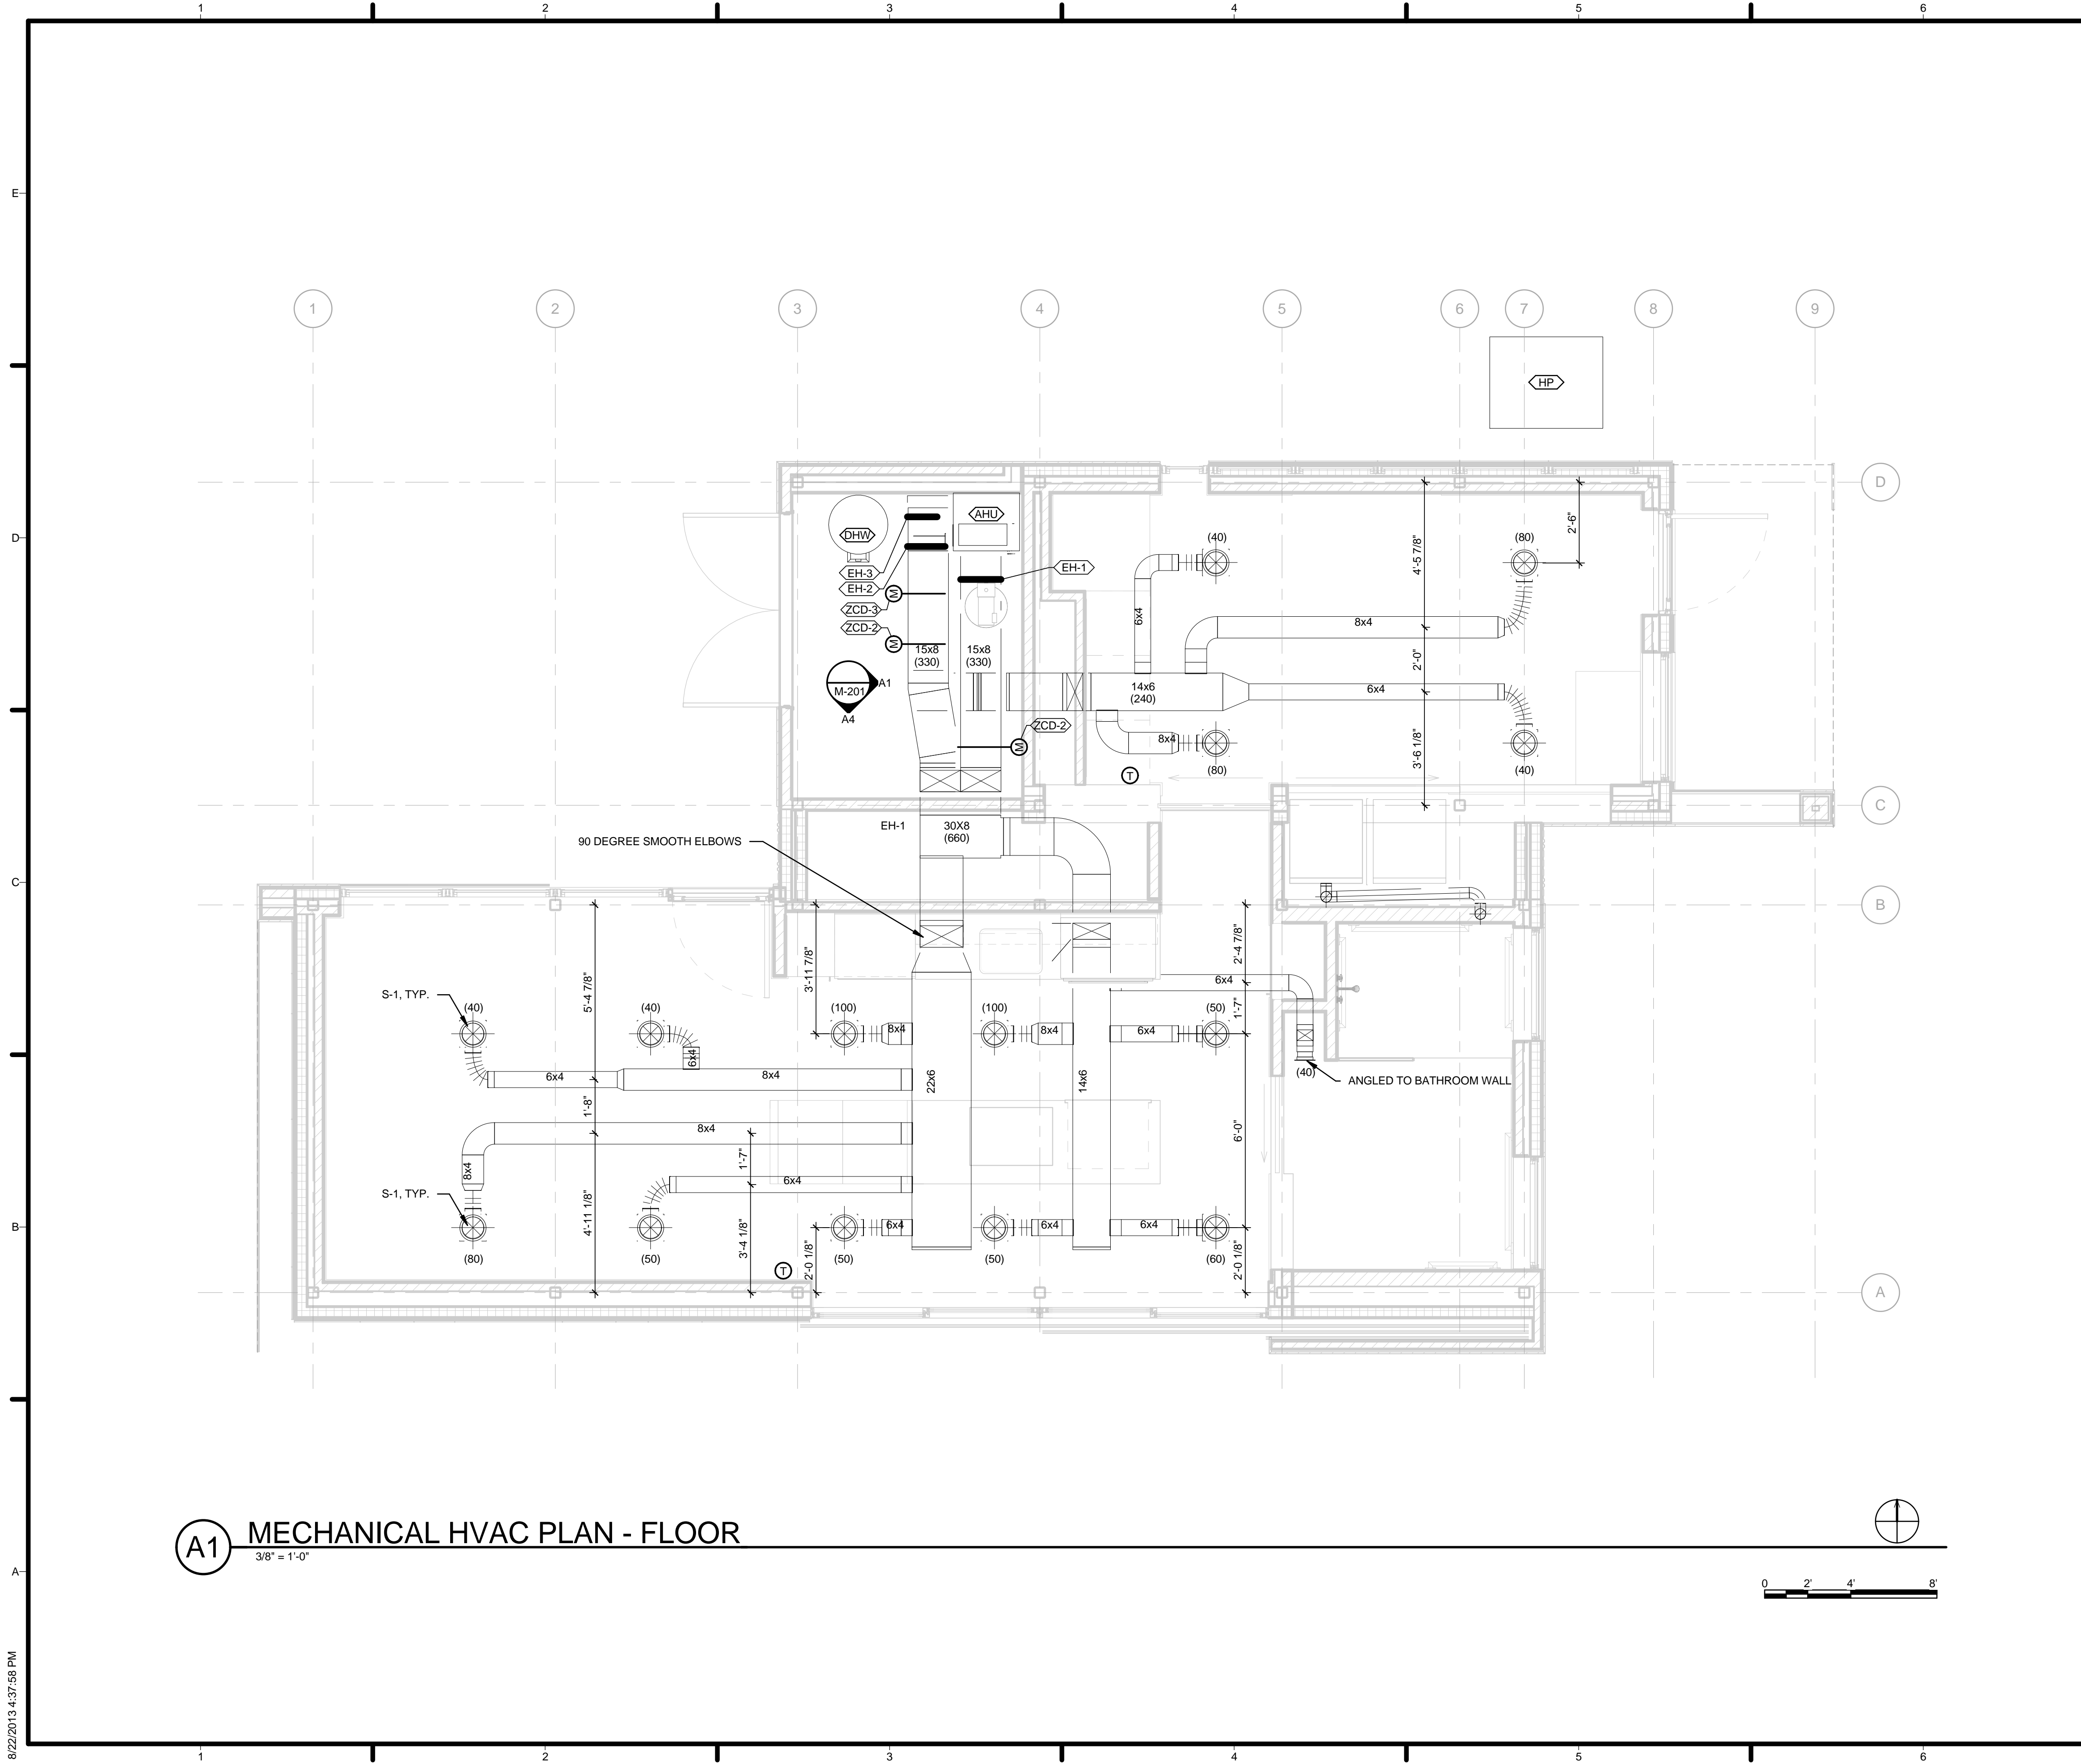 1 2 3 4 5 6
E
1 2 3 4 5 6 7 8 9
HP
D
D
DHW
AHU
EH-3
EH-2
ZCD-3
ZCD-2
M
M
EH-1
15x8
(330)
15x8
(330)
M-201
A1
A4
ZCD-2
M
(40)
(80)
6x4
8x4
14x6
(240)
6x4
8x4
(80)
(40)
T
4'-5 7/8"
2'-0"
3'-6 1/8"
2'-6"
C
EH-1
30X8
(660)
90 DEGREE SMOOTH ELBOWS
C
B
S-1, TYP.
(40)
(40)
(100)
(100)
(50)
5'-4 7/8"
3'-11 7/8"
2'-4 7/8"
1'-7"
6x4
8x4
8x4
6x4
6x4
6x4
8x4
22x6
14x6
(40)
ANGLED TO BATHROOM WALL
1'-8"
8x4
6'-0"
8x4
1'-7"
6x4
S-1, TYP.
B
4'-11 1/8"
3'-4 1/8"
2'-0 1/8"
6x4
6x4
6x4
2'-0 1/8"
(80)
(50)
(50)
(50)
(60)
T
A
A1
MECHANICAL HVAC PLAN - FLOOR
3/8" = 1'-0"
A
0 2' 4' 8'
8/22/2013 4:37:58 PM
1 2 3 4 5 6